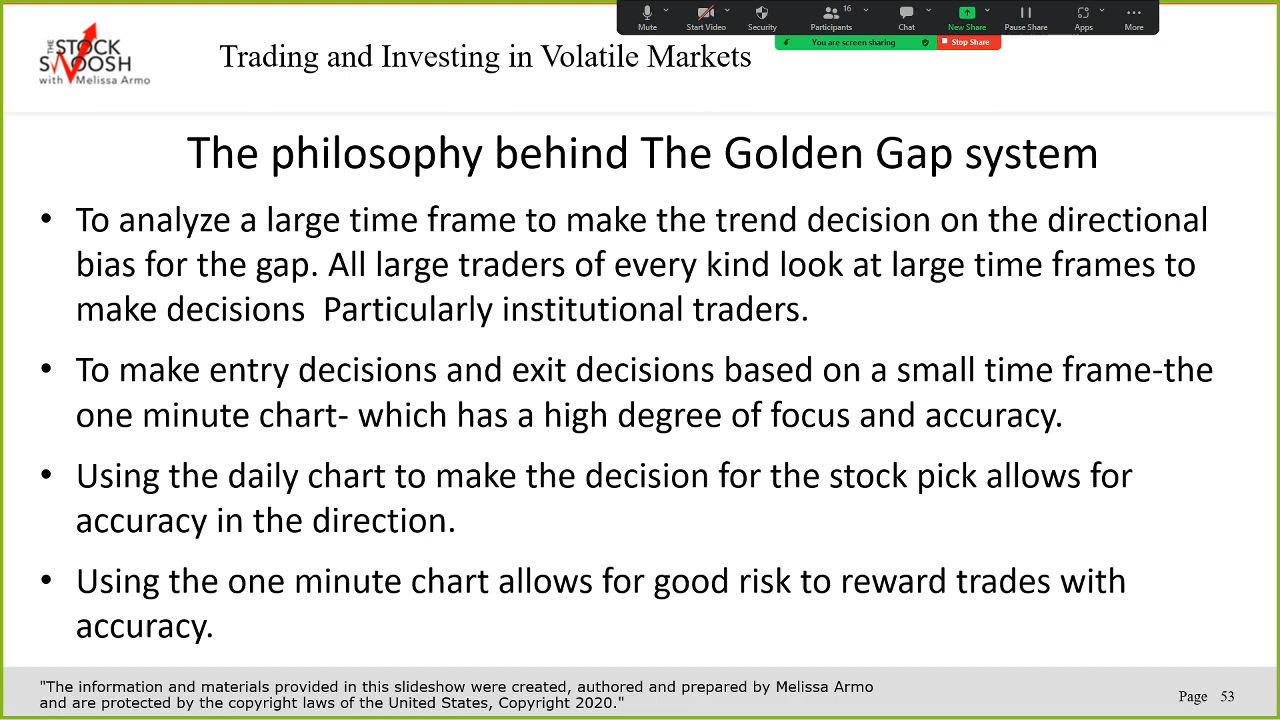 Mute
Start Video
Security
Participants
16
Chat
New Share
Pause Share
Apps
More
You are screen sharing
Stop Share
THE
STOCK
SWOOSH
with Melissa Armo
Trading and Investing in Volatile Markets
The philosophy behind The Golden Gap system
• To analyze a large time frame to make the trend decision on the directional
bias for the gap. All large traders of every kind look at large time frames to
make decisions  Particularly institutional traders.
• To make entry decisions and exit decisions based on a small time frame-the
one minute chart- which has a high degree of focus and accuracy.
• Using the daily chart to make the decision for the stock pick allows for
accuracy in the direction.
• Using the one minute chart allows for good risk to reward trades with
accuracy.
"The information and materials provided in this slideshow were created, authored and prepared by Melissa Armo
and are protected by the copyright laws of the United States, Copyright 2020."
Page 53